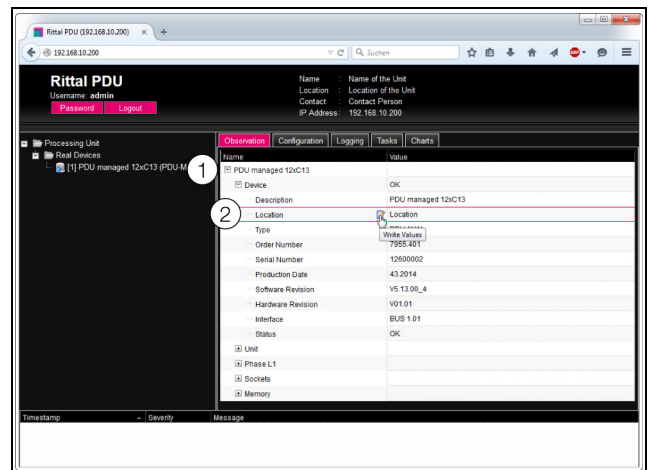 Rittal PDU (192.168.10.200)
192.168.10.200
Suchen
Rittal PDU
Username: admin
Password Logout
Name : Name of the Unit
Location : Location of the Unit
Contact : Contact Person
IP Address : 192.168.10.200
Processing Unit
Real Devices
[1] PDU managed 12xC13 (PDU-M
Observation Configuration Logging Tasks Charts
Name Value
1
PDU managed 12xC13
Device OK
Description PDU managed 12xC13
2
Location Location
Type
Write Values
Order Number 7955.401
Serial Number 12600002
Production Date 43.2014
Software Revision V5.13.00_4
Hardware Revision V01.01
Interface BUS 1.01
Status OK
Unit
Phase L1
Sockets
Memory
Timestamp Severity Message